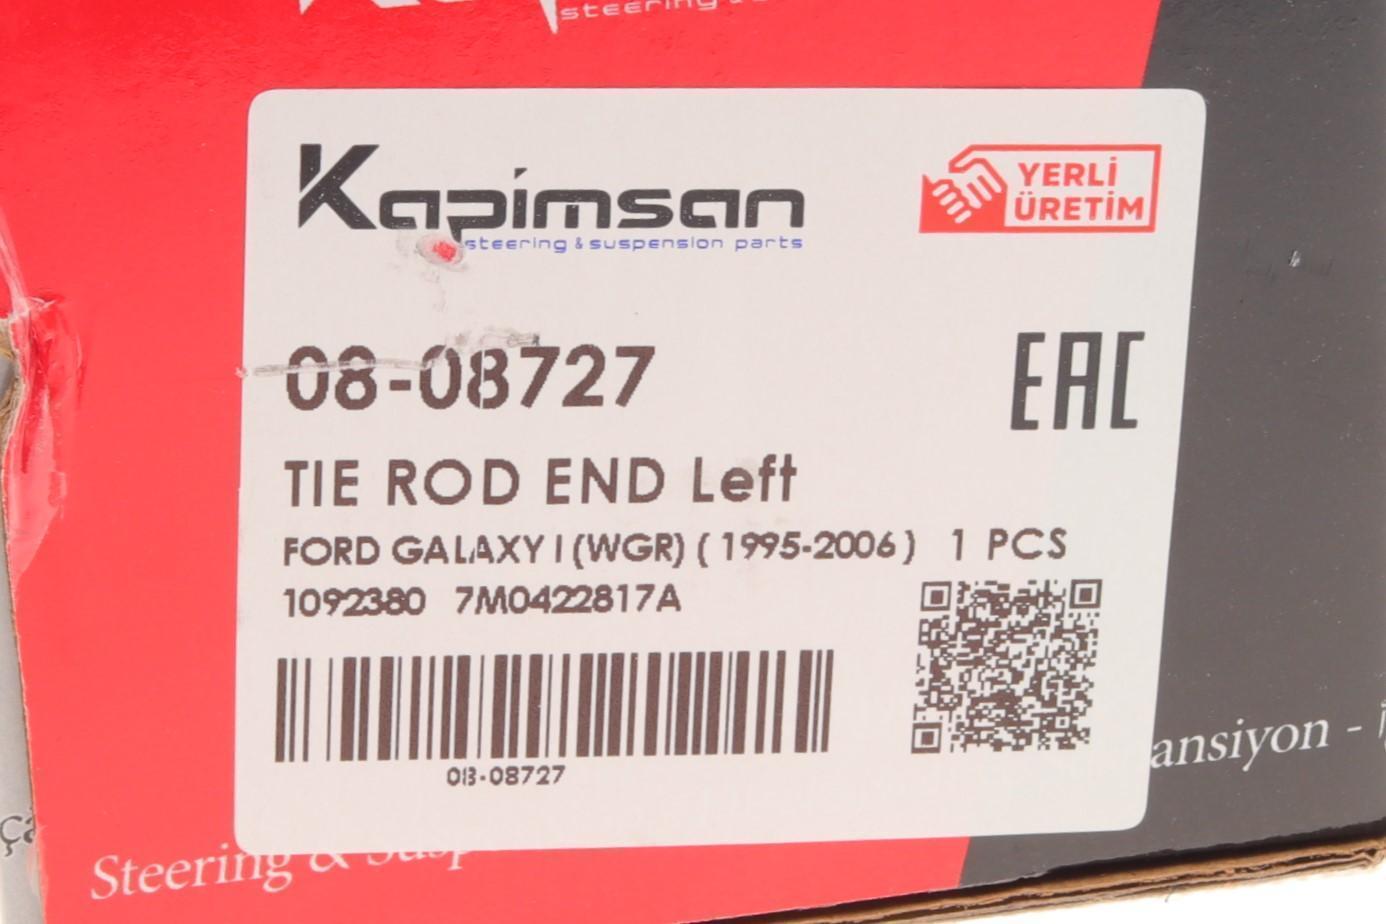 steering &
Kapimsan
steering & suspension parts
YERLİ
ÜRETİM
08-08727
EAC
TIE ROD END Left
FORD GALAXY I (WGR) ( 1995-2006 ) 1 PCS
1092380 7M0422817A
08-08727
ansiyon -
Steering &